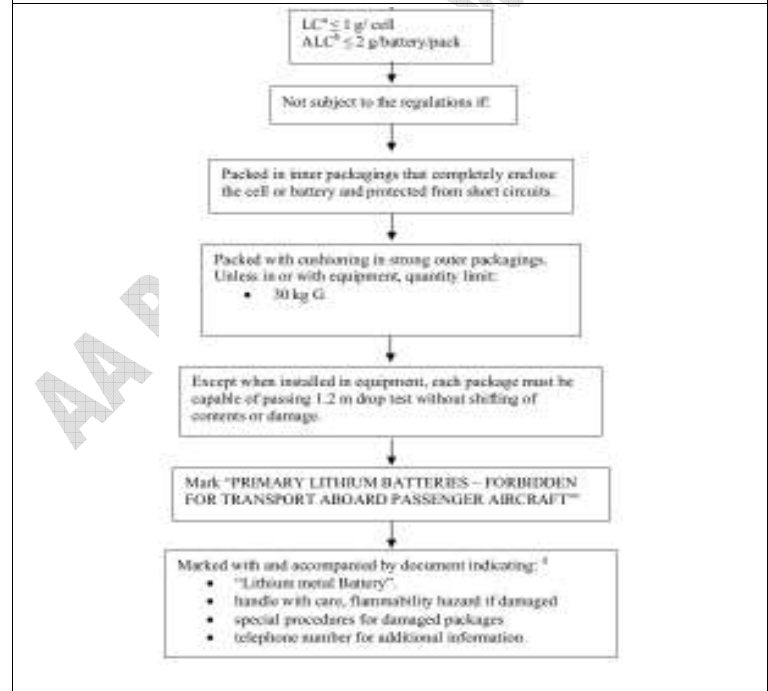 LCᵃ ≤ 1 g/ cell
ALCᵇ ≤ 2 g/battery/pack
Not subject to the regulations if:
Packed in inner packagings that completely enclose
the cell or battery and protected from short circuits.
Packed with cushioning in strong outer packagings.
Unless in or with equipment, quantity limit:
• 30 kg G
Except when installed in equipment, each package must be
capable of passing 1.2 m drop test without shifting of
contents or damage.
Mark "PRIMARY LITHIUM BATTERIES – FORBIDDEN
FOR TRANSPORT ABOARD PASSENGER AIRCRAFT"
Marked with and accompanied by document indicating:
• "Lithium metal Battery".
• handle with care, flammability hazard if damaged
• special procedures for damaged packages
• telephone number for additional information
AA